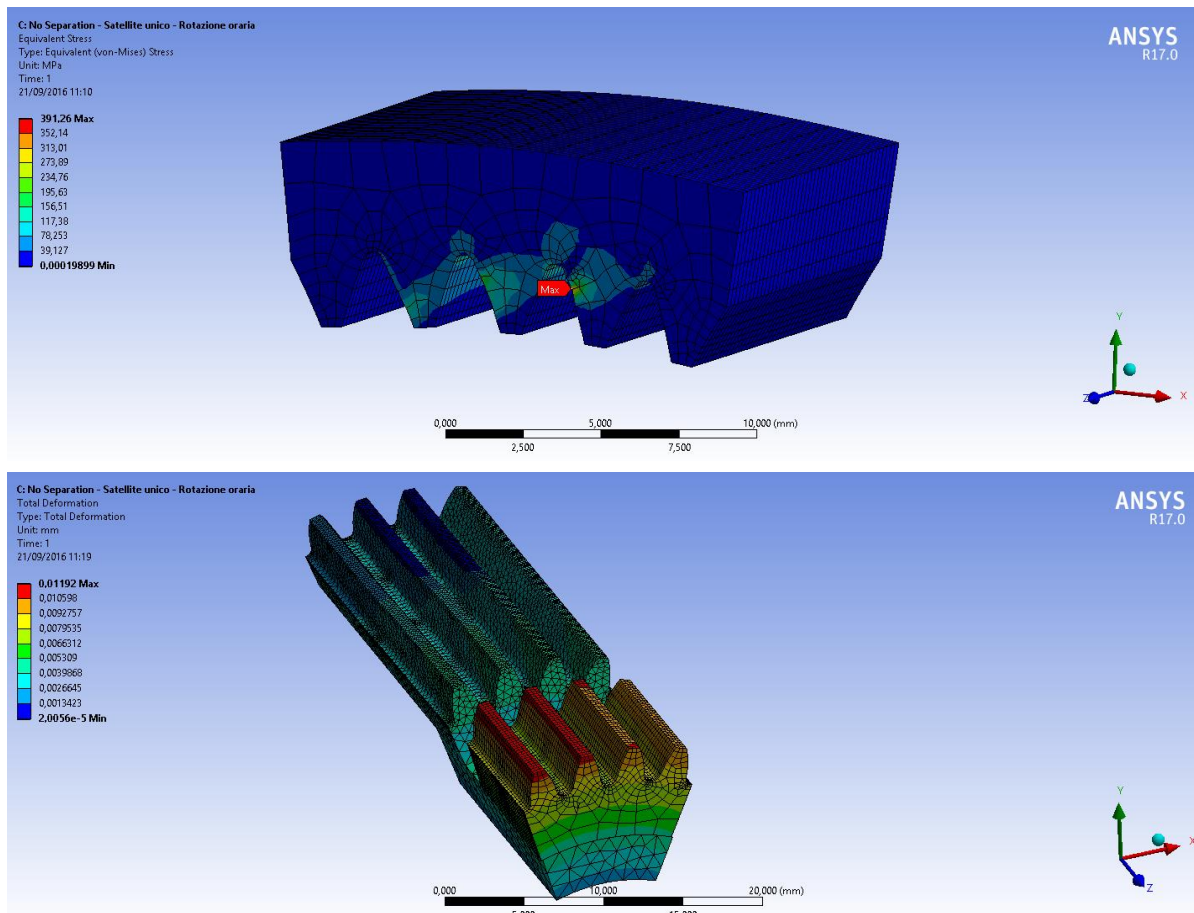 C: No Separation - Satellite unico - Rotazione oraria
Equivalent Stress
Type: Equivalent (von-Mises) Stress
Unit: MPa
Time: 1
21/09/2016 11:10
391,26 Max
352,14
313,01
273,89
234,76
195,63
156,51
117,38
78,253
39,127
0,00019899 Min
ANSYS
R17.0
Max
Y
Z
X
0,000 5,000 10,000 (mm)
2,500 7,500
C: No Separation - Satellite unico - Rotazione oraria
Total Deformation
Type: Total Deformation
Unit: mm
Time: 1
21/09/2016 11:19
0,01192 Max
0,010598
0,0092757
0,0079535
0,0066312
0,005309
0,0039868
0,0026645
0,0013423
2,0056e-5 Min
ANSYS
R17.0
Y
X
Z
0,000 10,000 20,000 (mm)
5,000 15,000